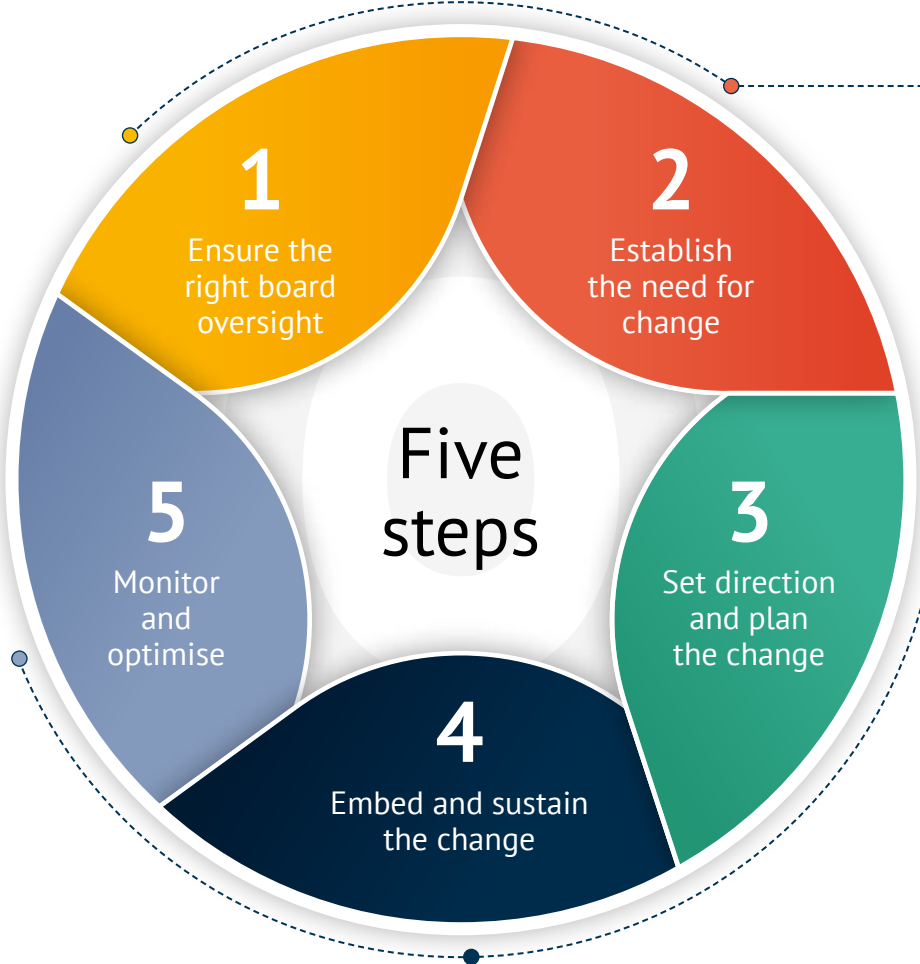 1
Ensure the
right board
oversight
2
Establish
the need for
change
3
Set direction
and plan
the change
4
Embed and sustain
the change
5
Monitor
and
optimise
Five
steps